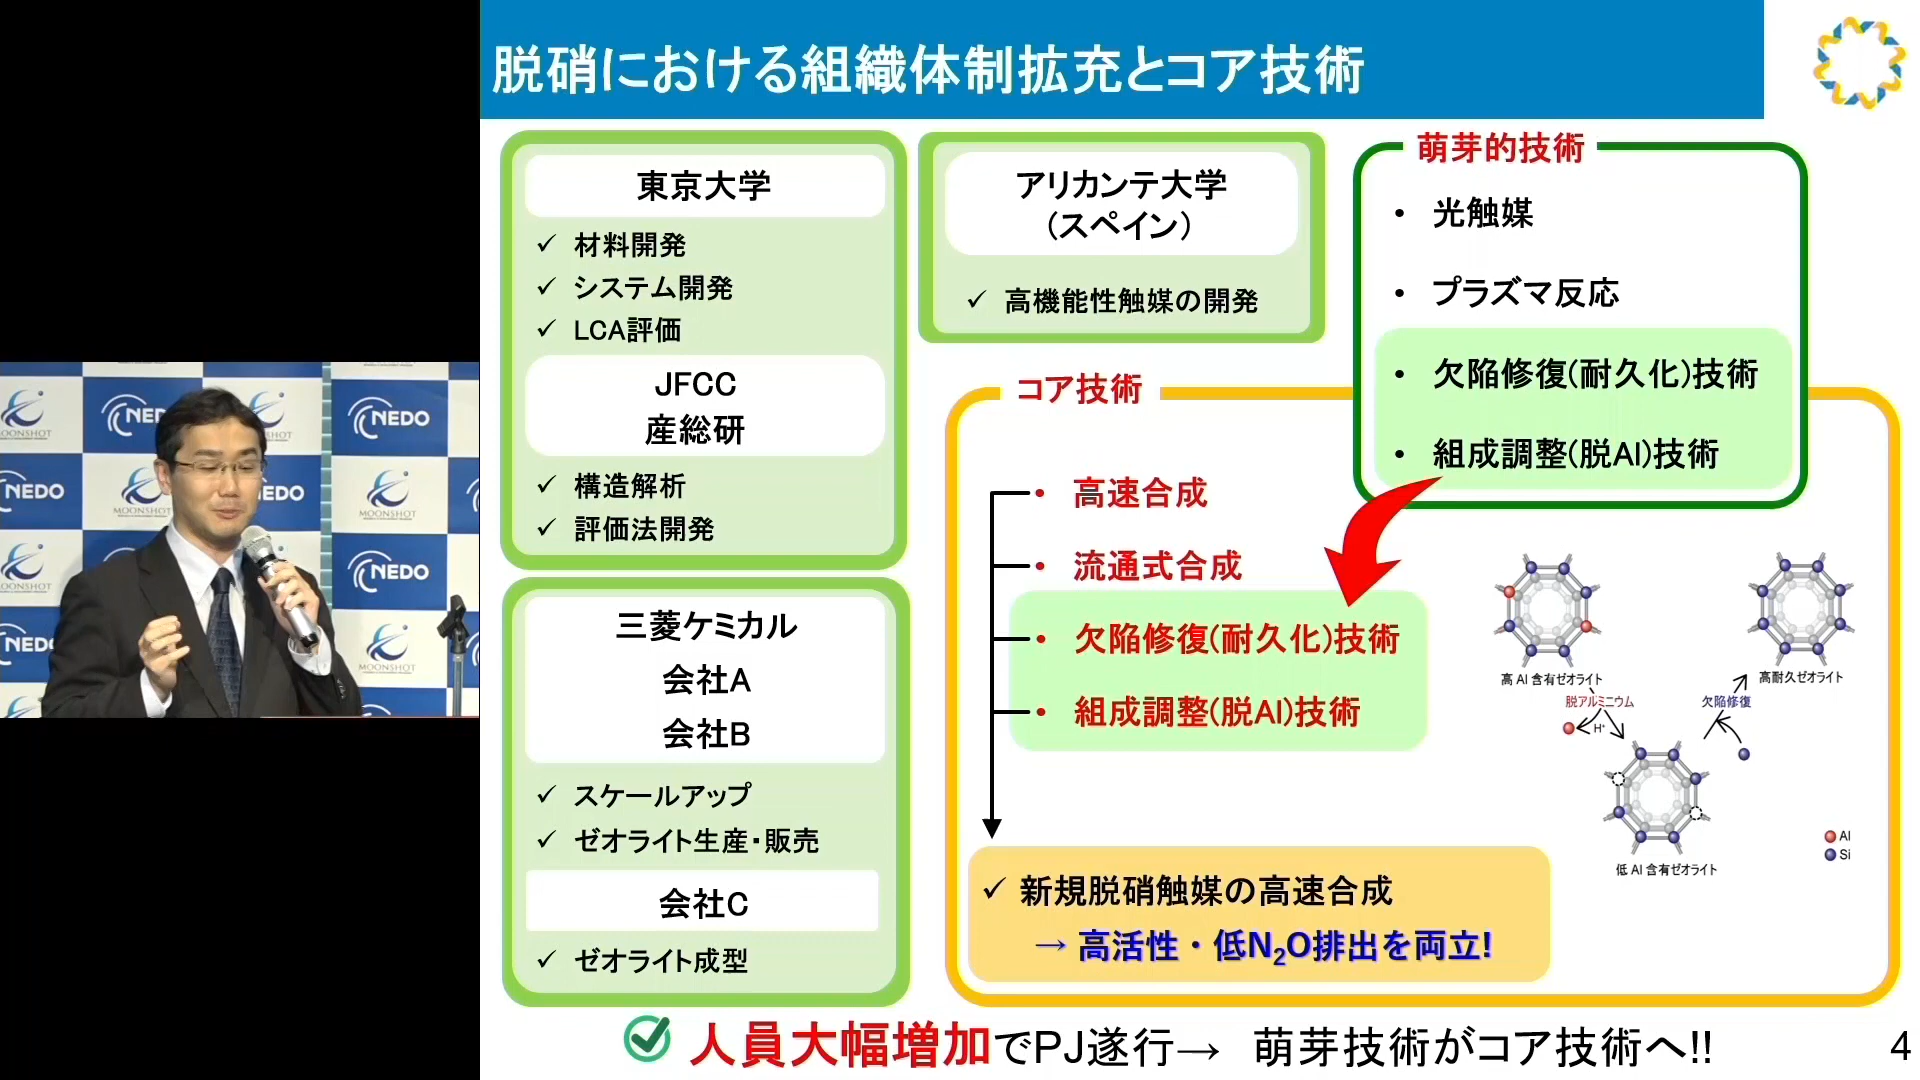 脱硝における組織体制拡充とコア技術
東京大学
✓ 材料開発
✓ システム開発
✓ LCA評価
JFCC
産総研
✓ 構造解析
✓ 評価法開発
三菱ケミカル
会社A
会社B
✓ スケールアップ
✓ ゼオライト生産・販売
会社C
✓ ゼオライト成型
アリカンテ大学
(スペイン)
✓ 高機能性触媒の開発
萌芽的技術
• 光触媒
• プラズマ反応
• 欠陥修復(耐久化)技術
• 組成調整(脱Al)技術
コア技術
• 高速合成
• 流通式合成
• 欠陥修復(耐久化)技術
• 組成調整(脱Al)技術
高 Al 含有ゼオライト
脱アルミニウム
H⁺
低 Al 含有ゼオライト
欠陥修復
高耐久ゼオライト
Al
Si
✓ 新規脱硝触媒の高速合成
→ 高活性・低N₂O排出を両立!
人員大幅増加でPJ遂行→ 萌芽技術がコア技術へ!!
4
NEDO
NEDO
NEDO
NEDO
NEDO
MOONSHOT
MOONSHOT
MOONSHOT